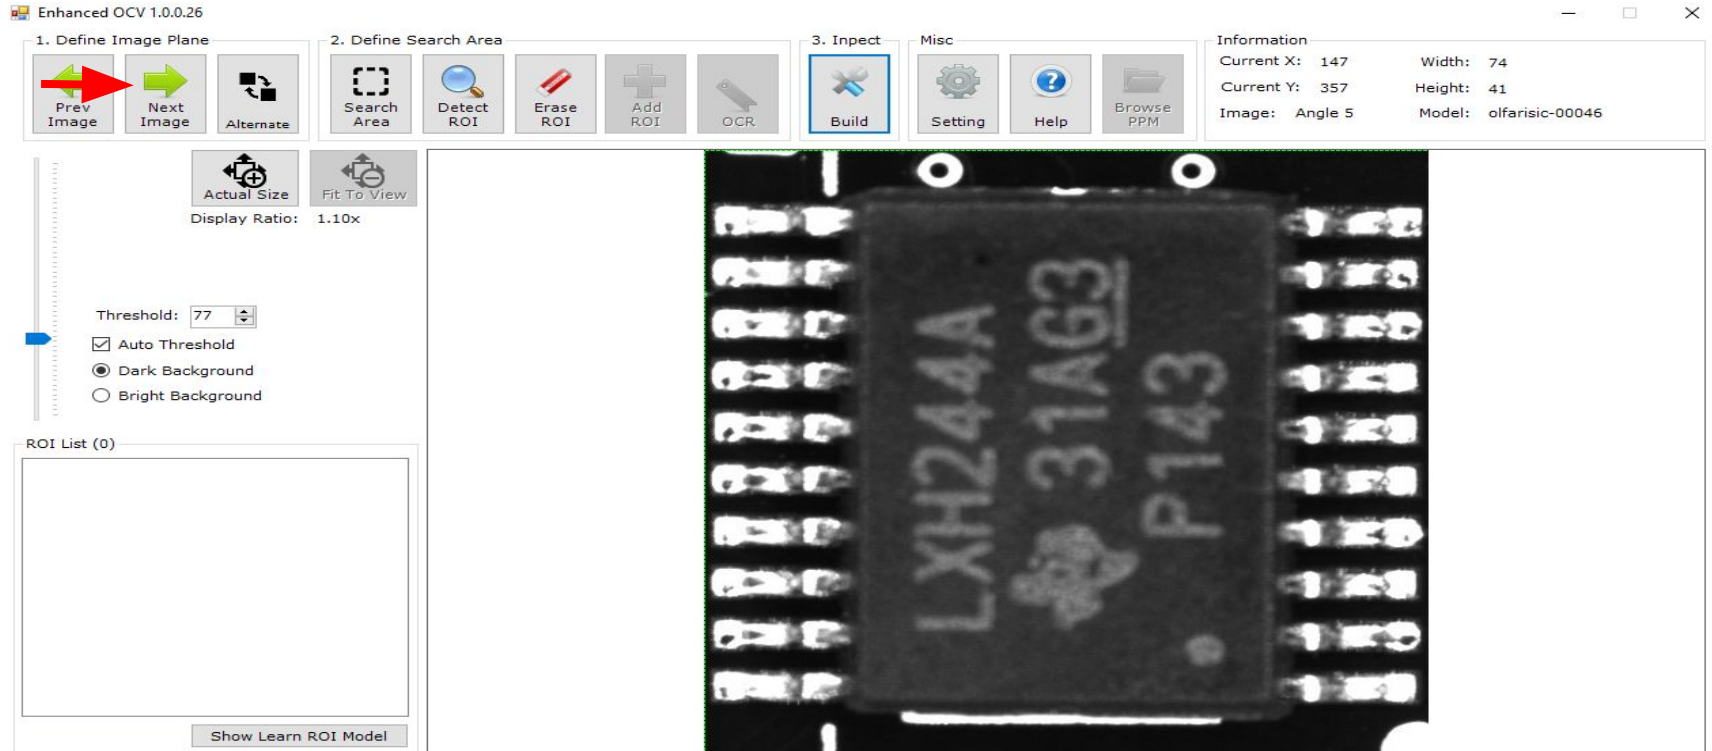 Enhanced OCV 1.0.0.26
1. Define Image Plane
Prev Image
Next Image
Alternate
2. Define Search Area
Search Area
Detect ROI
Erase ROI
Add ROI
OCR
3. Inpect
Build
Misc
Setting
Help
Browse PPM
Information
Current X: 147 Width: 74
Current Y: 357 Height: 41
Image: Angle 5 Model: olfarisic-00046
Actual Size
Fit To View
Display Ratio: 1.10x
Threshold: 77
Auto Threshold
Dark Background
Bright Background
ROI List (0)
Show Learn ROI Model
LXH244A
31AG3
P143